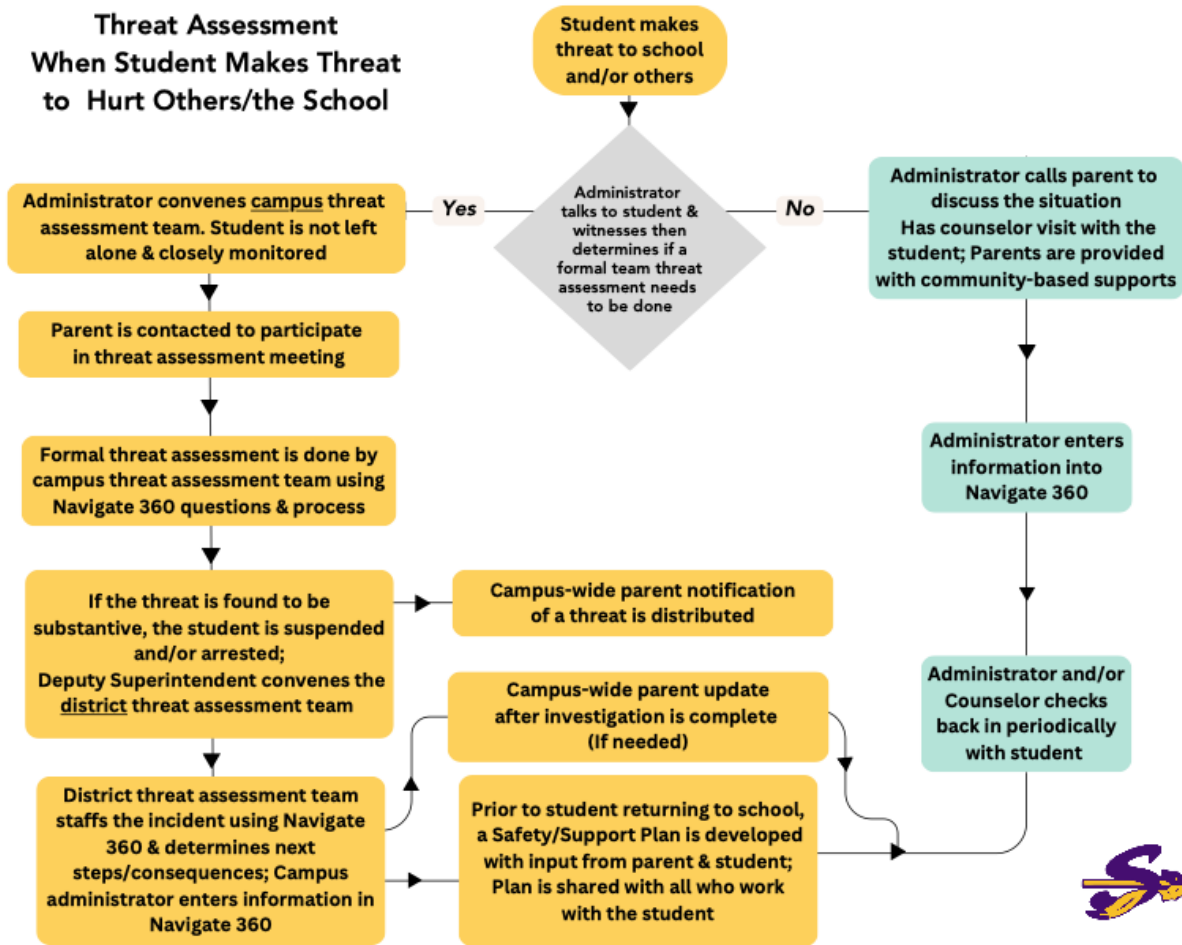 Threat Assessment
When Student Makes Threat
to Hurt Others/the School
Student makes
threat to school
and/or others
Administrator
talks to student &
witnesses then
determines if a
formal team threat
assessment needs
to be done
Yes
No
Administrator convenes campus threat
assessment team. Student is not left
alone & closely monitored
Parent is contacted to participate
in threat assessment meeting
Formal threat assessment is done by
campus threat assessment team using
Navigate 360 questions & process
If the threat is found to be
substantive, the student is suspended
and/or arrested;
Deputy Superintendent convenes the
district threat assessment team
Campus-wide parent notification
of a threat is distributed
District threat assessment team
staffs the incident using Navigate
360 & determines next
steps/consequences; Campus
administrator enters information in
Navigate 360
Campus-wide parent update
after investigation is complete
(If needed)
Prior to student returning to school,
a Safety/Support Plan is developed
with input from parent & student;
Plan is shared with all who work
with the student
Administrator calls parent to
discuss the situation
Has counselor visit with the
student; Parents are provided
with community-based supports
Administrator enters
information into
Navigate 360
Administrator and/or
Counselor checks
back in periodically
with student
S